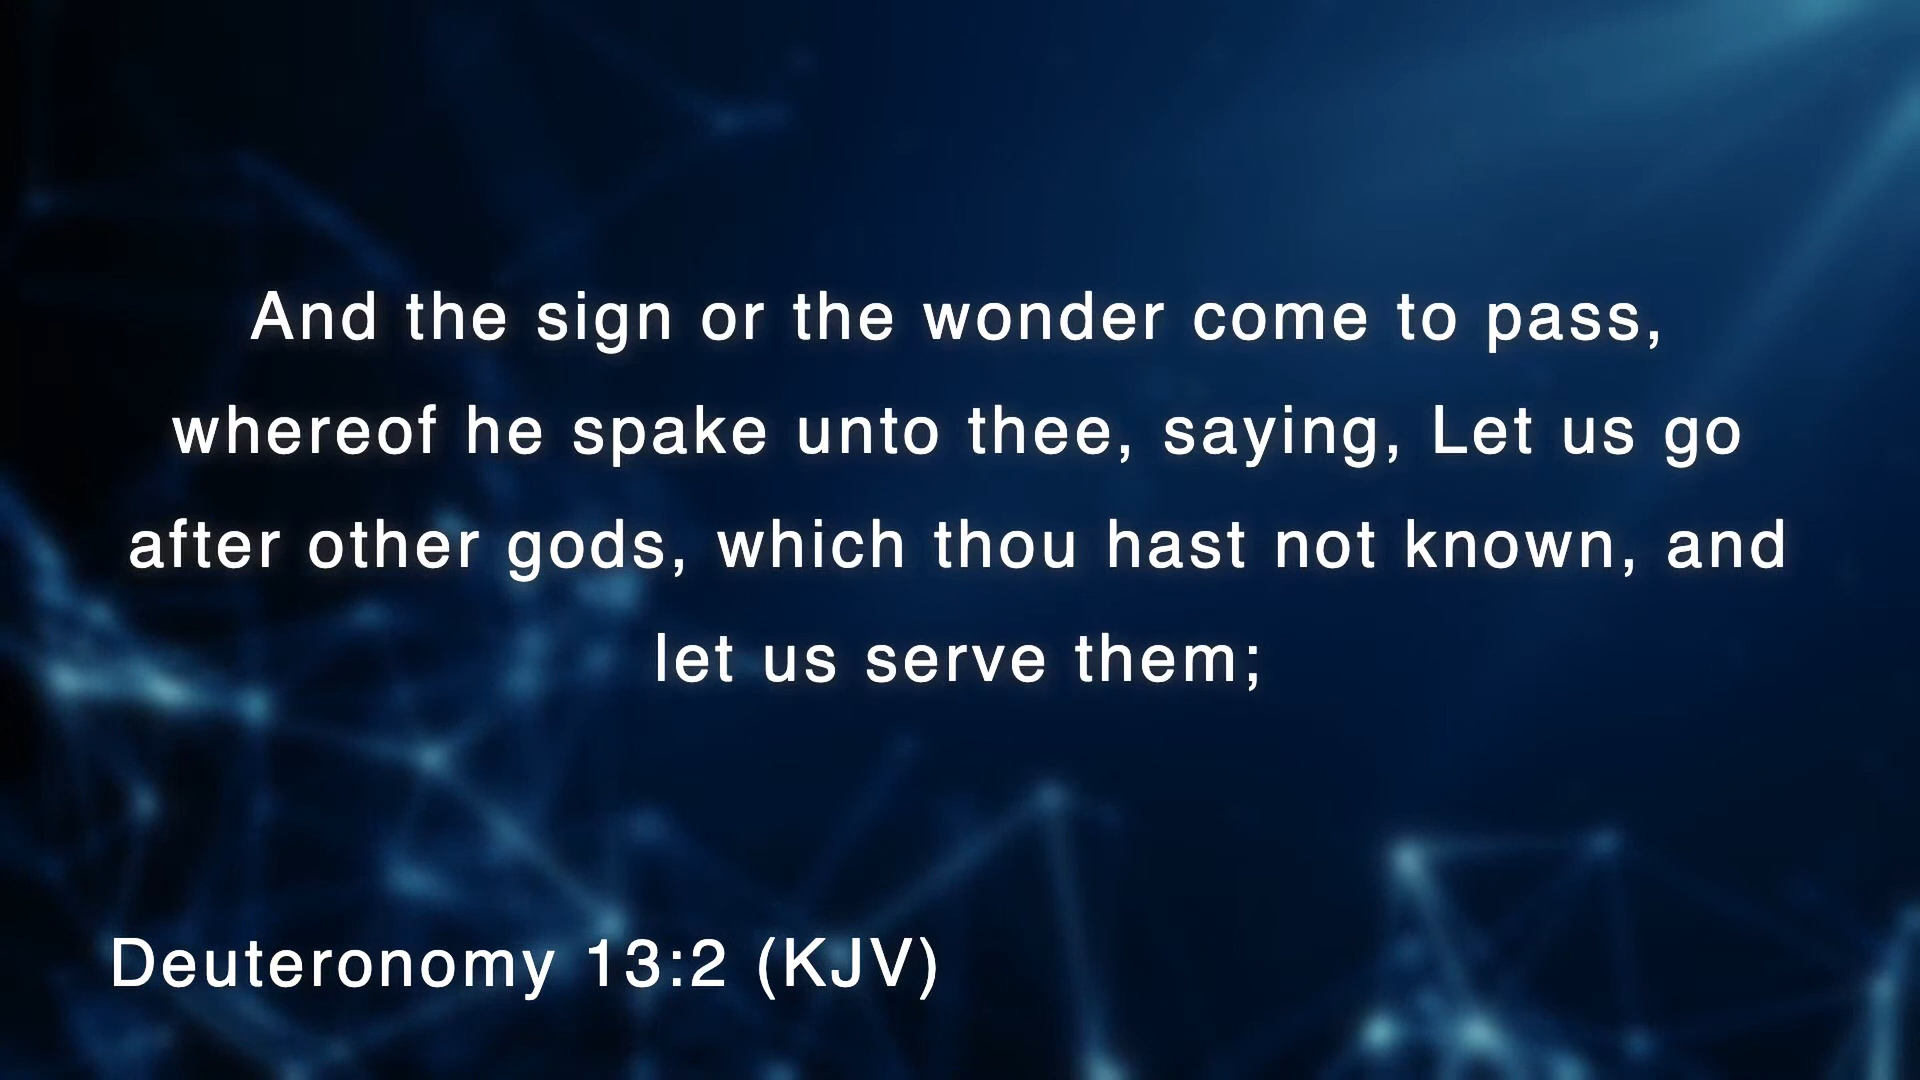 And the sign or the wonder come to pass,
whereof he spake unto thee, saying, Let us go
after other gods, which thou hast not known, and
let us serve them;
Deuteronomy 13:2 (KJV)